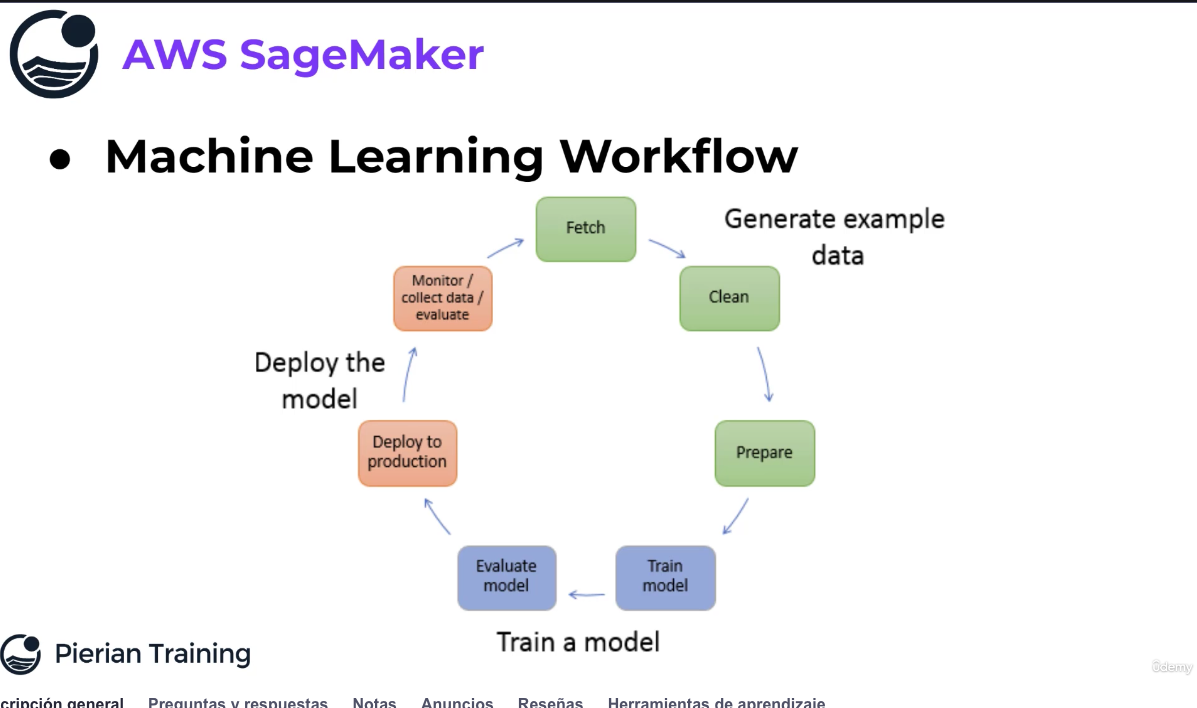 AWS SageMaker
● Machine Learning Workflow
Fetch
Generate example
data
Clean
Prepare
Train
model
Evaluate
model
Train a model
Deploy to
production
Deploy the
model
Monitor /
collect data /
evaluate
Pierian Training
ûdemy
cripción general Preguntas y respuestas Notas Anuncios Reseñas Herramientas de aprendizaje